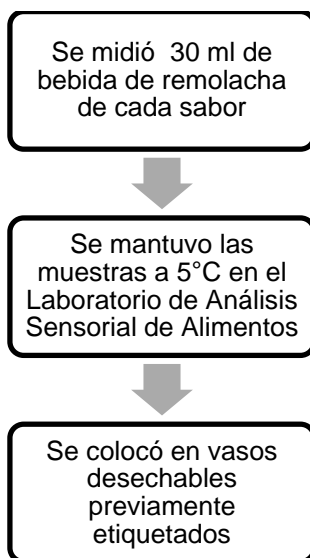 Se midió 30 ml de
bebida de remolacha
de cada sabor
Se mantuvo las
muestras a 5°C en el
Laboratorio de Análisis
Sensorial de Alimentos
Se colocó en vasos
desechables
previamente
etiquetados